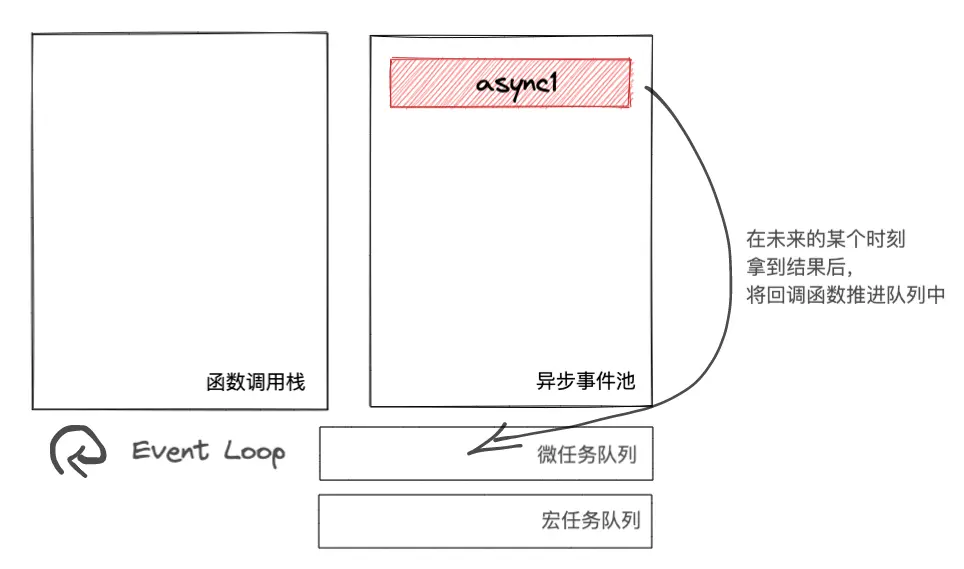 async1
在未来的某个时刻
拿到结果后，
将回调函数推进队列中
函数调用栈
异步事件池
Event Loop
微任务队列
宏任务队列